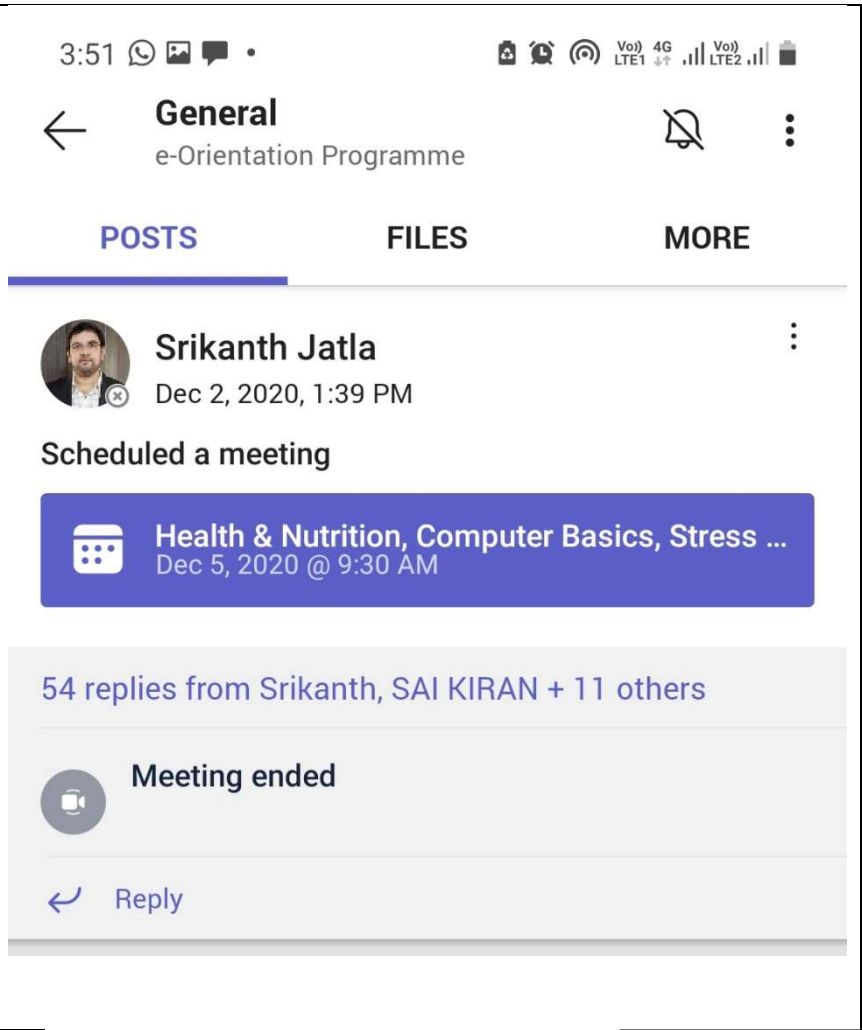 3:51
Vo)) LTE1 4G Vo)) LTE2
General
e-Orientation Programme
POSTS FILES MORE
Srikanth Jatla
Dec 2, 2020, 1:39 PM
Scheduled a meeting
Health & Nutrition, Computer Basics, Stress ...
Dec 5, 2020 @ 9:30 AM
54 replies from Srikanth, SAI KIRAN + 11 others
Meeting ended
Reply